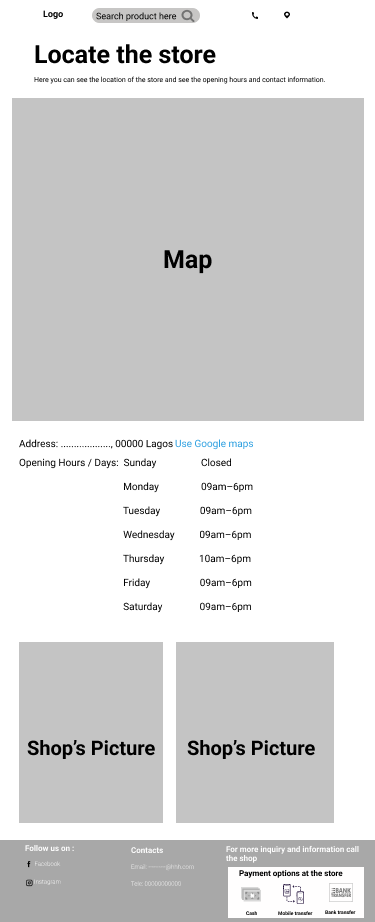 Logo
Search product here
Locate the store
Here you can see the location of the store and see the opening hours and contact information.
Map
Address: ..................., 00000 Lagos Use Google maps
Opening Hours / Days: Sunday Closed
Monday 09am–6pm
Tuesday 09am–6pm
Wednesday 09am–6pm
Thursday 10am–6pm
Friday 09am–6pm
Saturday 09am–6pm
Shop's Picture Shop's Picture
Follow us on :
Facebook
Instagram
Contacts
Tele: 00000000000
For more inquiry and information call
the shop
Payment options at the store
BANK
TRANSFER
Cash Mobile transfer Bank transfer